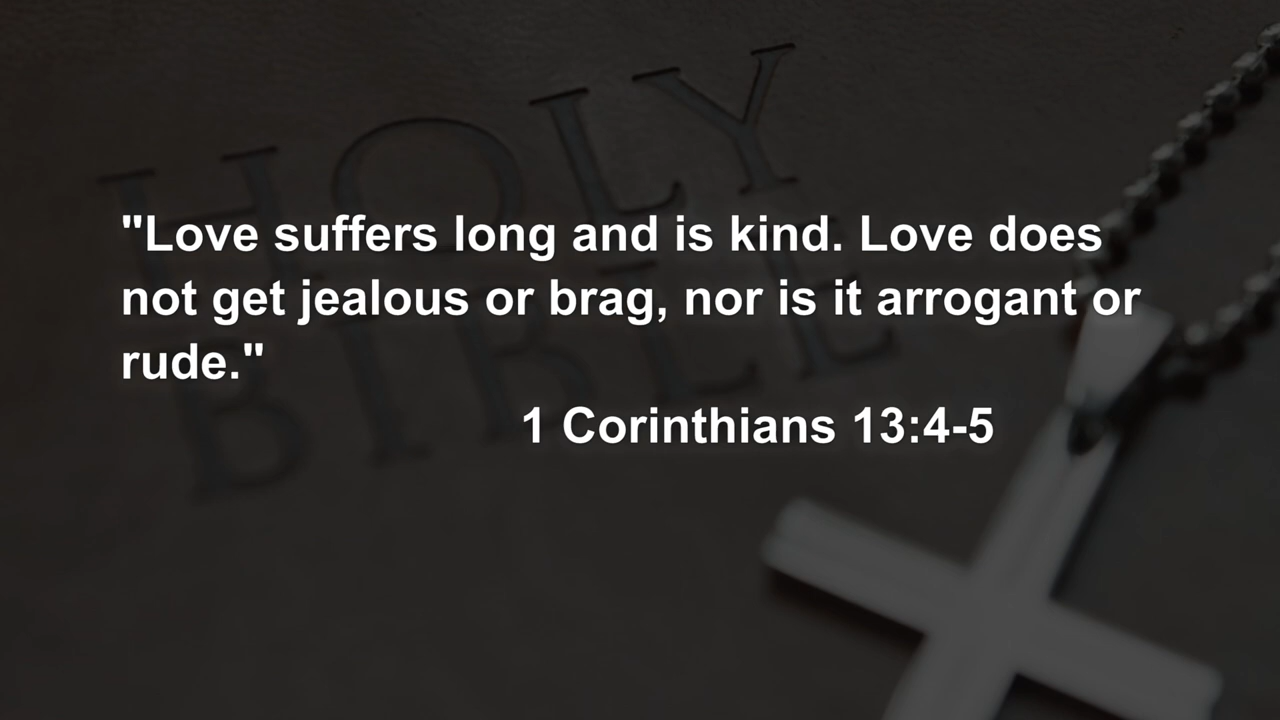 HOLY
BIBLE
"Love suffers long and is kind. Love does
not get jealous or brag, nor is it arrogant or
rude."
1 Corinthians 13:4-5